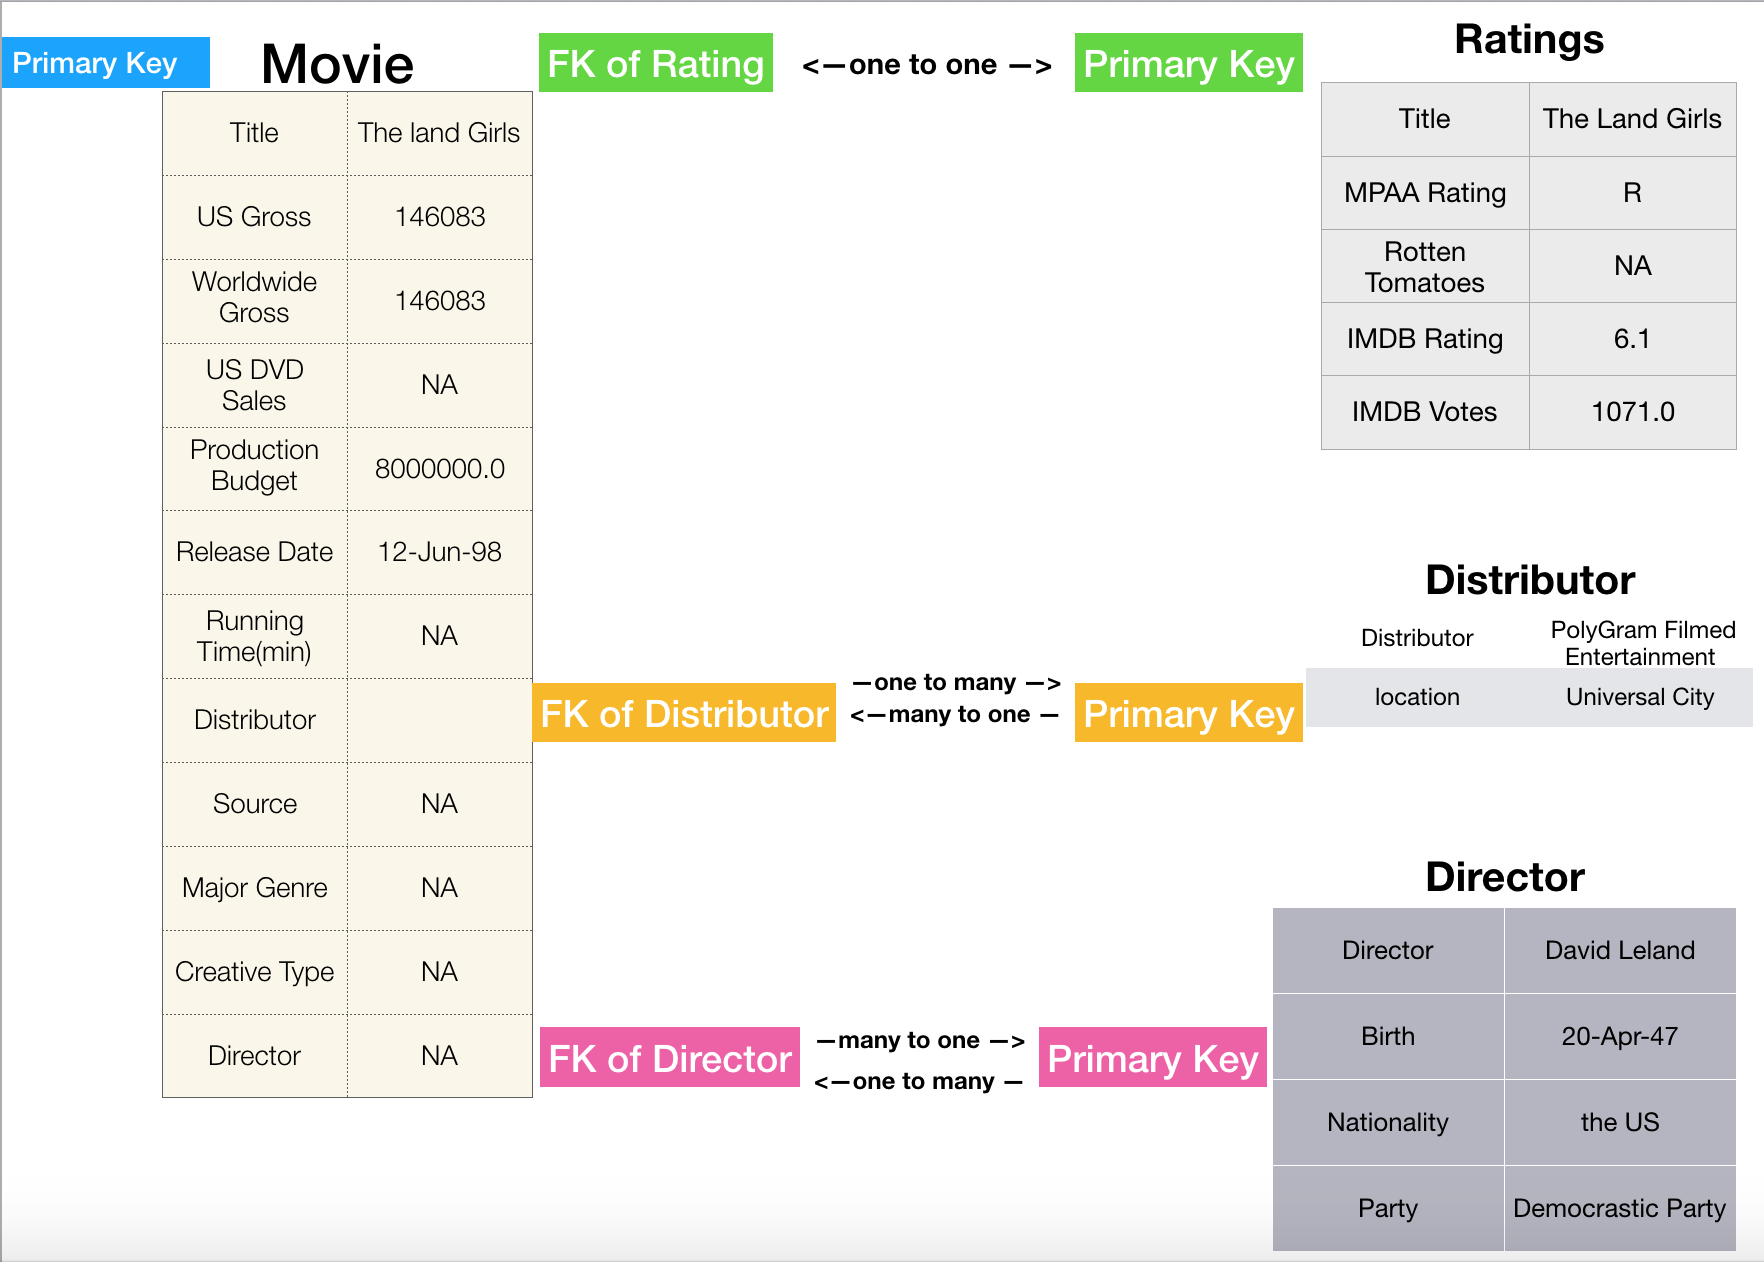 Primary Key
Movie
FK of Rating
<—one to one —>
Primary Key
Ratings
Title
The land Girls
US Gross
146083
Worldwide
Gross
146083
US DVD
Sales
NA
Production
Budget
8000000.0
Release Date
12-Jun-98
Running
Time(min)
NA
Distributor
Source
NA
Major Genre
NA
Creative Type
NA
Director
NA
Title
The Land Girls
MPAA Rating
R
Rotten
Tomatoes
NA
IMDB Rating
6.1
IMDB Votes
1071.0
FK of Distributor
—one to many —>
<—many to one —
Primary Key
Distributor
Distributor
PolyGram Filmed
Entertainment
location
Universal City
FK of Director
—many to one —>
<—one to many —
Primary Key
Director
Director
David Leland
Birth
20-Apr-47
Nationality
the US
Party
Democrastic Party